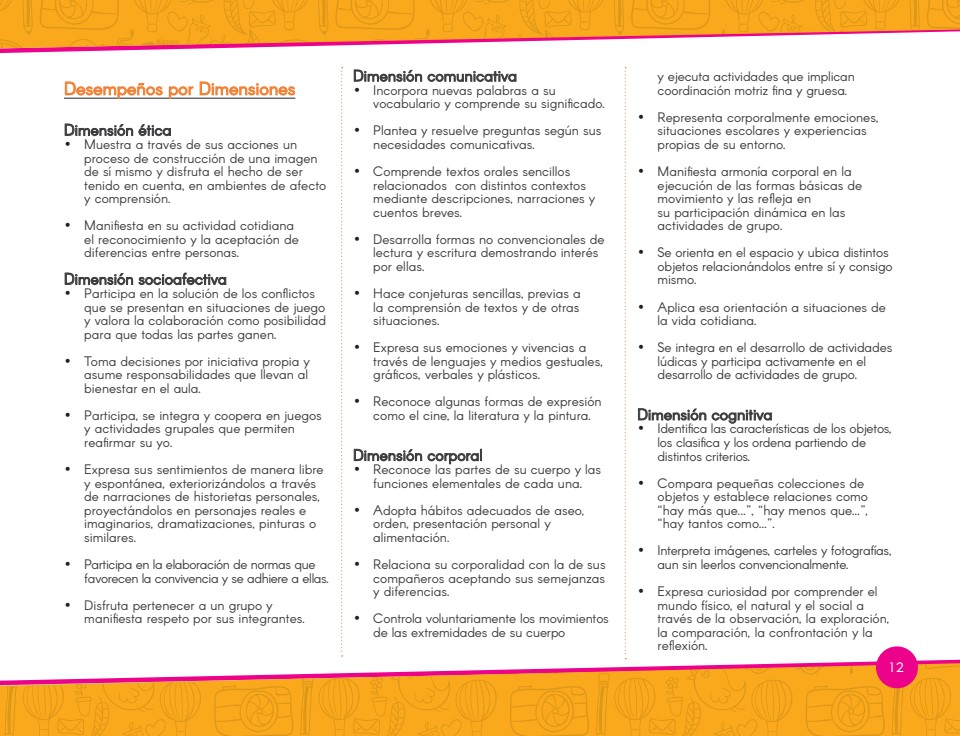 Desempeños por Dimensiones
Dimensión ética
• Muestra a través de sus acciones un
proceso de construcción de una imagen
de sí mismo y disfruta el hecho de ser
tenido en cuenta, en ambientes de afecto
y comprensión.
• Manifiesta en su actividad cotidiana
el reconocimiento y la aceptación de
diferencias entre personas.
Dimensión socioafectiva
• Participa en la solución de los conflictos
que se presentan en situaciones de juego
y valora la colaboración como posibilidad
para que todas las partes ganen.
• Toma decisiones por iniciativa propia y
asume responsabilidades que llevan al
bienestar en el aula.
• Participa, se integra y coopera en juegos
y actividades grupales que permiten
reafirmar su yo.
• Expresa sus sentimientos de manera libre
y espontánea, exteriorizándolos a través
de narraciones de historietas personales,
proyectándolos en personajes reales e
imaginarios, dramatizaciones, pinturas o
similares.
• Participa en la elaboración de normas que
favorecen la convivencia y se adhiere a ellas.
• Disfruta pertenecer a un grupo y
manifiesta respeto por sus integrantes.
Dimensión comunicativa
• Incorpora nuevas palabras a su
vocabulario y comprende su significado.
• Plantea y resuelve preguntas según sus
necesidades comunicativas.
• Comprende textos orales sencillos
relacionados con distintos contextos
mediante descripciones, narraciones y
cuentos breves.
• Desarrolla formas no convencionales de
lectura y escritura demostrando interés
por ellas.
• Hace conjeturas sencillas, previas a
la comprensión de textos y de otras
situaciones.
• Expresa sus emociones y vivencias a
través de lenguajes y medios gestuales,
gráficos, verbales y plásticos.
• Reconoce algunas formas de expresión
como el cine, la literatura y la pintura.
Dimensión corporal
• Reconoce las partes de su cuerpo y las
funciones elementales de cada una.
• Adopta hábitos adecuados de aseo,
orden, presentación personal y
alimentación.
• Relaciona su corporalidad con la de sus
compañeros aceptando sus semejanzas
y diferencias.
• Controla voluntariamente los movimientos
de las extremidades de su cuerpo
y ejecuta actividades que implican
coordinación motriz fina y gruesa.
• Representa corporalmente emociones,
situaciones escolares y experiencias
propias de su entorno.
• Manifiesta armonía corporal en la
ejecución de las formas básicas de
movimiento y las refleja en
su participación dinámica en las
actividades de grupo.
• Se orienta en el espacio y ubica distintos
objetos relacionándolos entre sí y consigo
mismo.
• Aplica esa orientación a situaciones de
la vida cotidiana.
• Se integra en el desarrollo de actividades
lúdicas y participa activamente en el
desarrollo de actividades de grupo.
Dimensión cognitiva
• Identifica las características de los objetos,
los clasifica y los ordena partiendo de
distintos criterios.
• Compara pequeñas colecciones de
objetos y establece relaciones como
“hay más que...”, “hay menos que...”,
“hay tantos como...”.
• Interpreta imágenes, carteles y fotografías,
aun sin leerlos convencionalmente.
• Expresa curiosidad por comprender el
mundo físico, el natural y el social a
través de la observación, la exploración,
la comparación, la confrontación y la
reflexión.
12